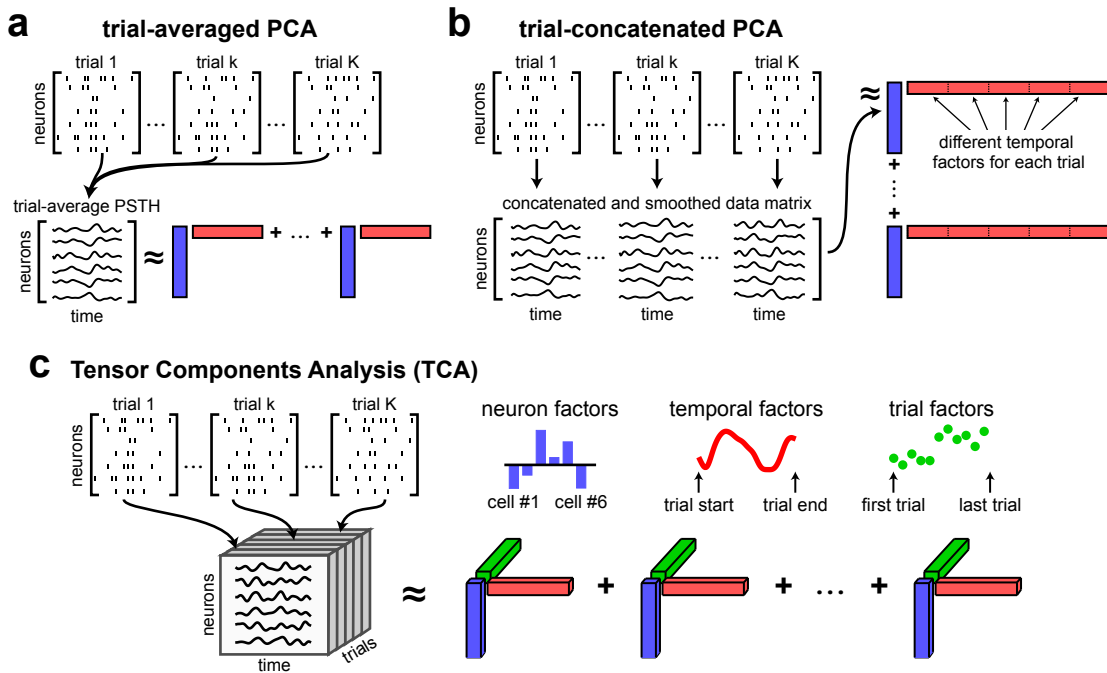 a trial-averaged PCA
trial 1 trial k trial K
neurons
... ...
trial-average PSTH
neurons
≈ + ... +
time
b trial-concatenated PCA
trial 1 trial k trial K
neurons
... ...
≈
different temporal
factors for each trial
concatenated and smoothed data matrix
neurons
... ...
+
...
+
time time time
c Tensor Components Analysis (TCA)
trial 1 trial k trial K
neurons
... ...
neurons
time
trials
neuron factors
cell #1 cell #6
temporal factors
trial start trial end
trial factors
first trial last trial
≈ + + ... +